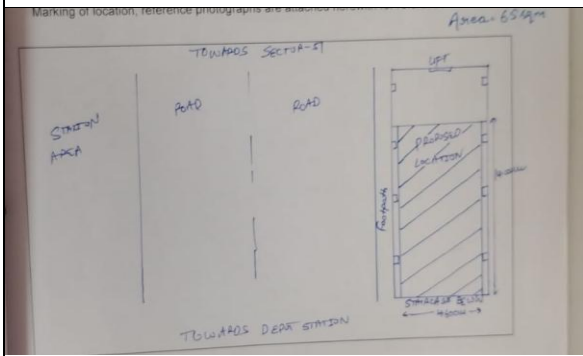 Marking of location, reference photographs are attached
Area - 65 sqm
TOWARDS SECTOR-51
LIFT
ROAD
ROAD
STATION
AREA
PROPOSED
LOCATION
Footpath
STAIRCASE
TOWARDS DEPOT STATION